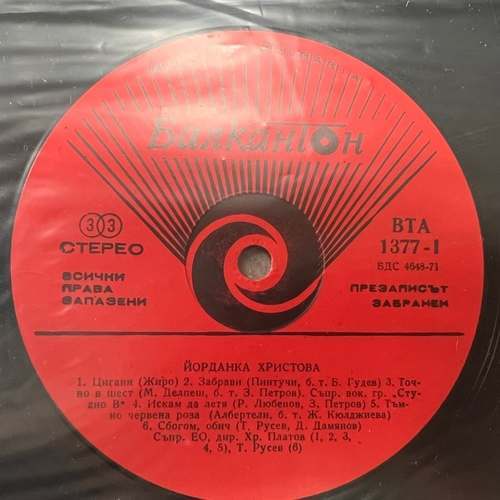 Балкантон
33
СТЕРЕО
ВТА
1377-I
БДС 4648-71
ВСИЧКИ
ПРАВА
ЗАПАЗЕНИ
ПРЕЗАПИСЪТ
ЗАБРАНЕН
ЙОРДАНКА ХРИСТОВА
1. Цигани (Жиро) 2. Забрави (Пинтучи, б. т. Б. Гудев) 3. Точ-
но в шест (М. Делпеш, б. т. З. Петров). Съпр. вок. гр. „Сту-
дио В“ 4. Искам да летя (Р. Любенов, З. Петров) 5. Тъм-
но червена роза (Албертели, б. т. Ж. Кюлджиева)
6. Сбогом, обич (Т. Русев, Д. Дамянов)
Съпр. ЕО, дир. Хр. Платов (1, 2, 3,
4, 5), Т. Русев (6)